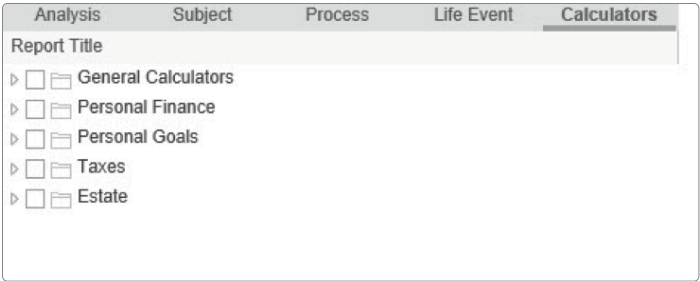 Analysis Subject Process Life Event Calculators
Report Title
General Calculators
Personal Finance
Personal Goals
Taxes
Estate